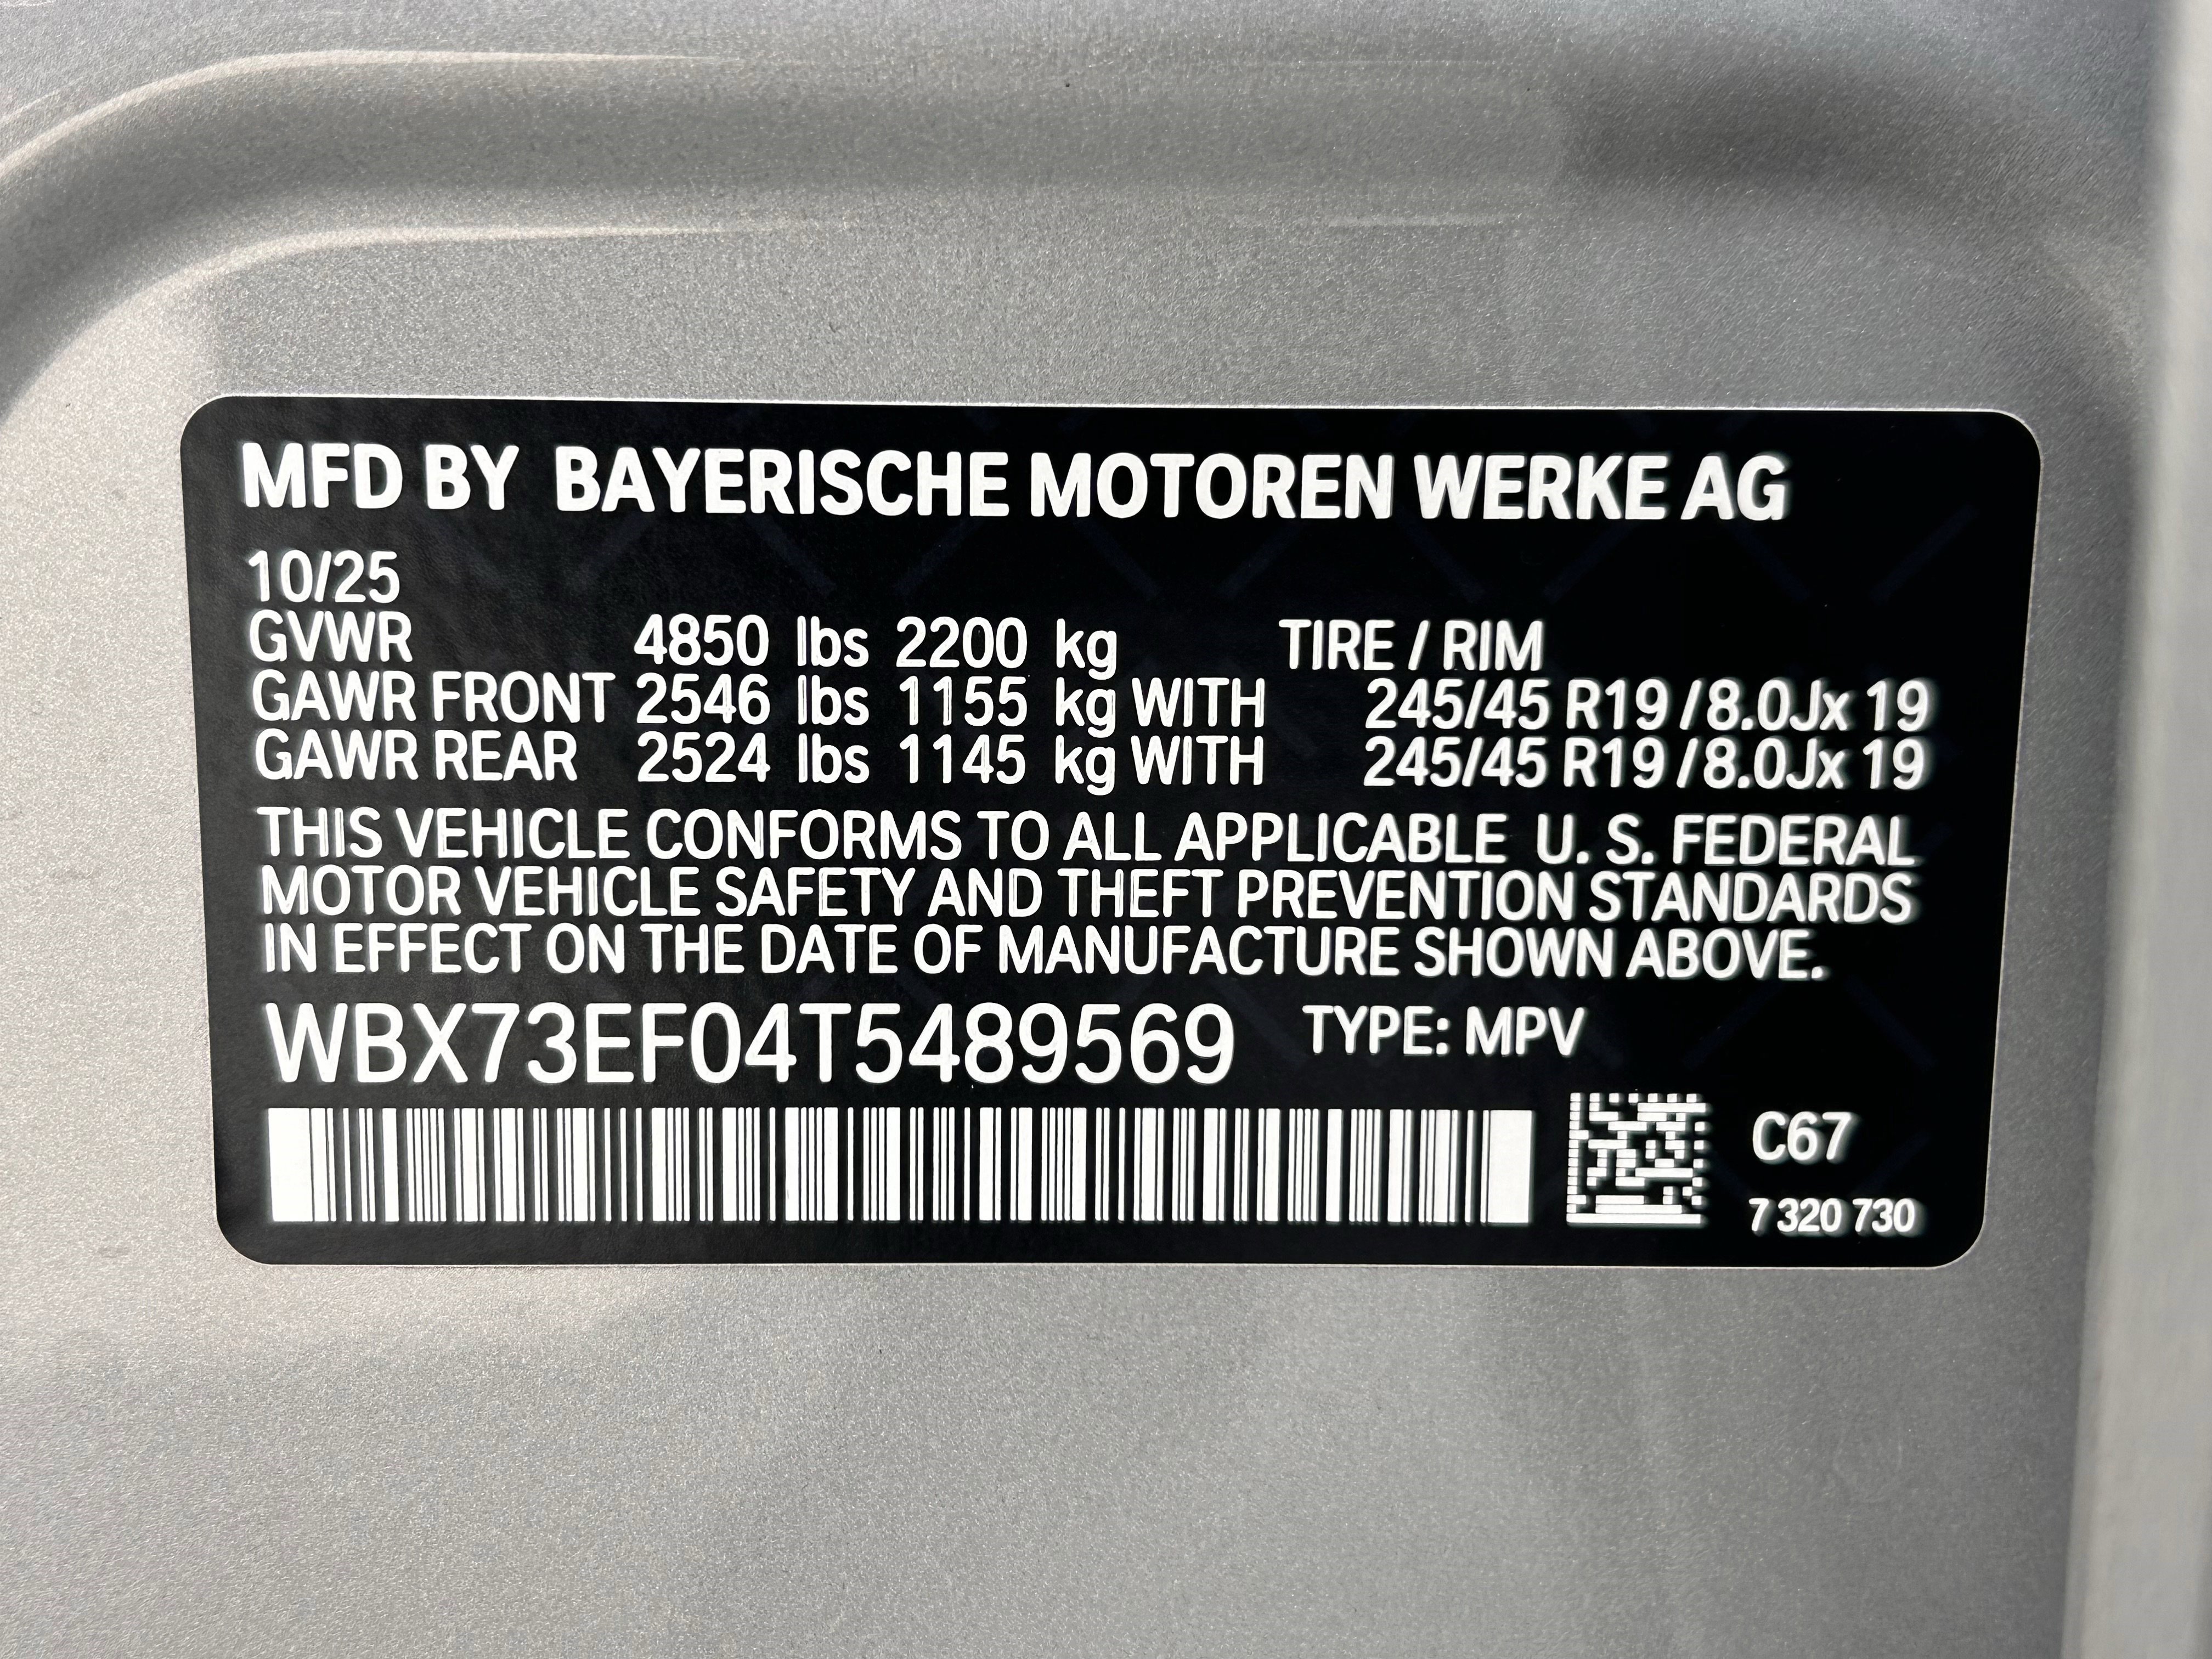 MFD BY BAYERISCHE MOTOREN WERKE AG
10/25
GVWR 4850 lbs 2200 kg TIRE / RIM
GAWR FRONT 2546 lbs 1155 kg WITH 245/45 R19 / 8.0Jx 19
GAWR REAR 2524 lbs 1145 kg WITH 245/45 R19 / 8.0Jx 19
THIS VEHICLE CONFORMS TO ALL APPLICABLE U. S. FEDERAL
MOTOR VEHICLE SAFETY AND THEFT PREVENTION STANDARDS
IN EFFECT ON THE DATE OF MANUFACTURE SHOWN ABOVE.
WBX73EF04T5489569 TYPE: MPV
C67
7 320 730